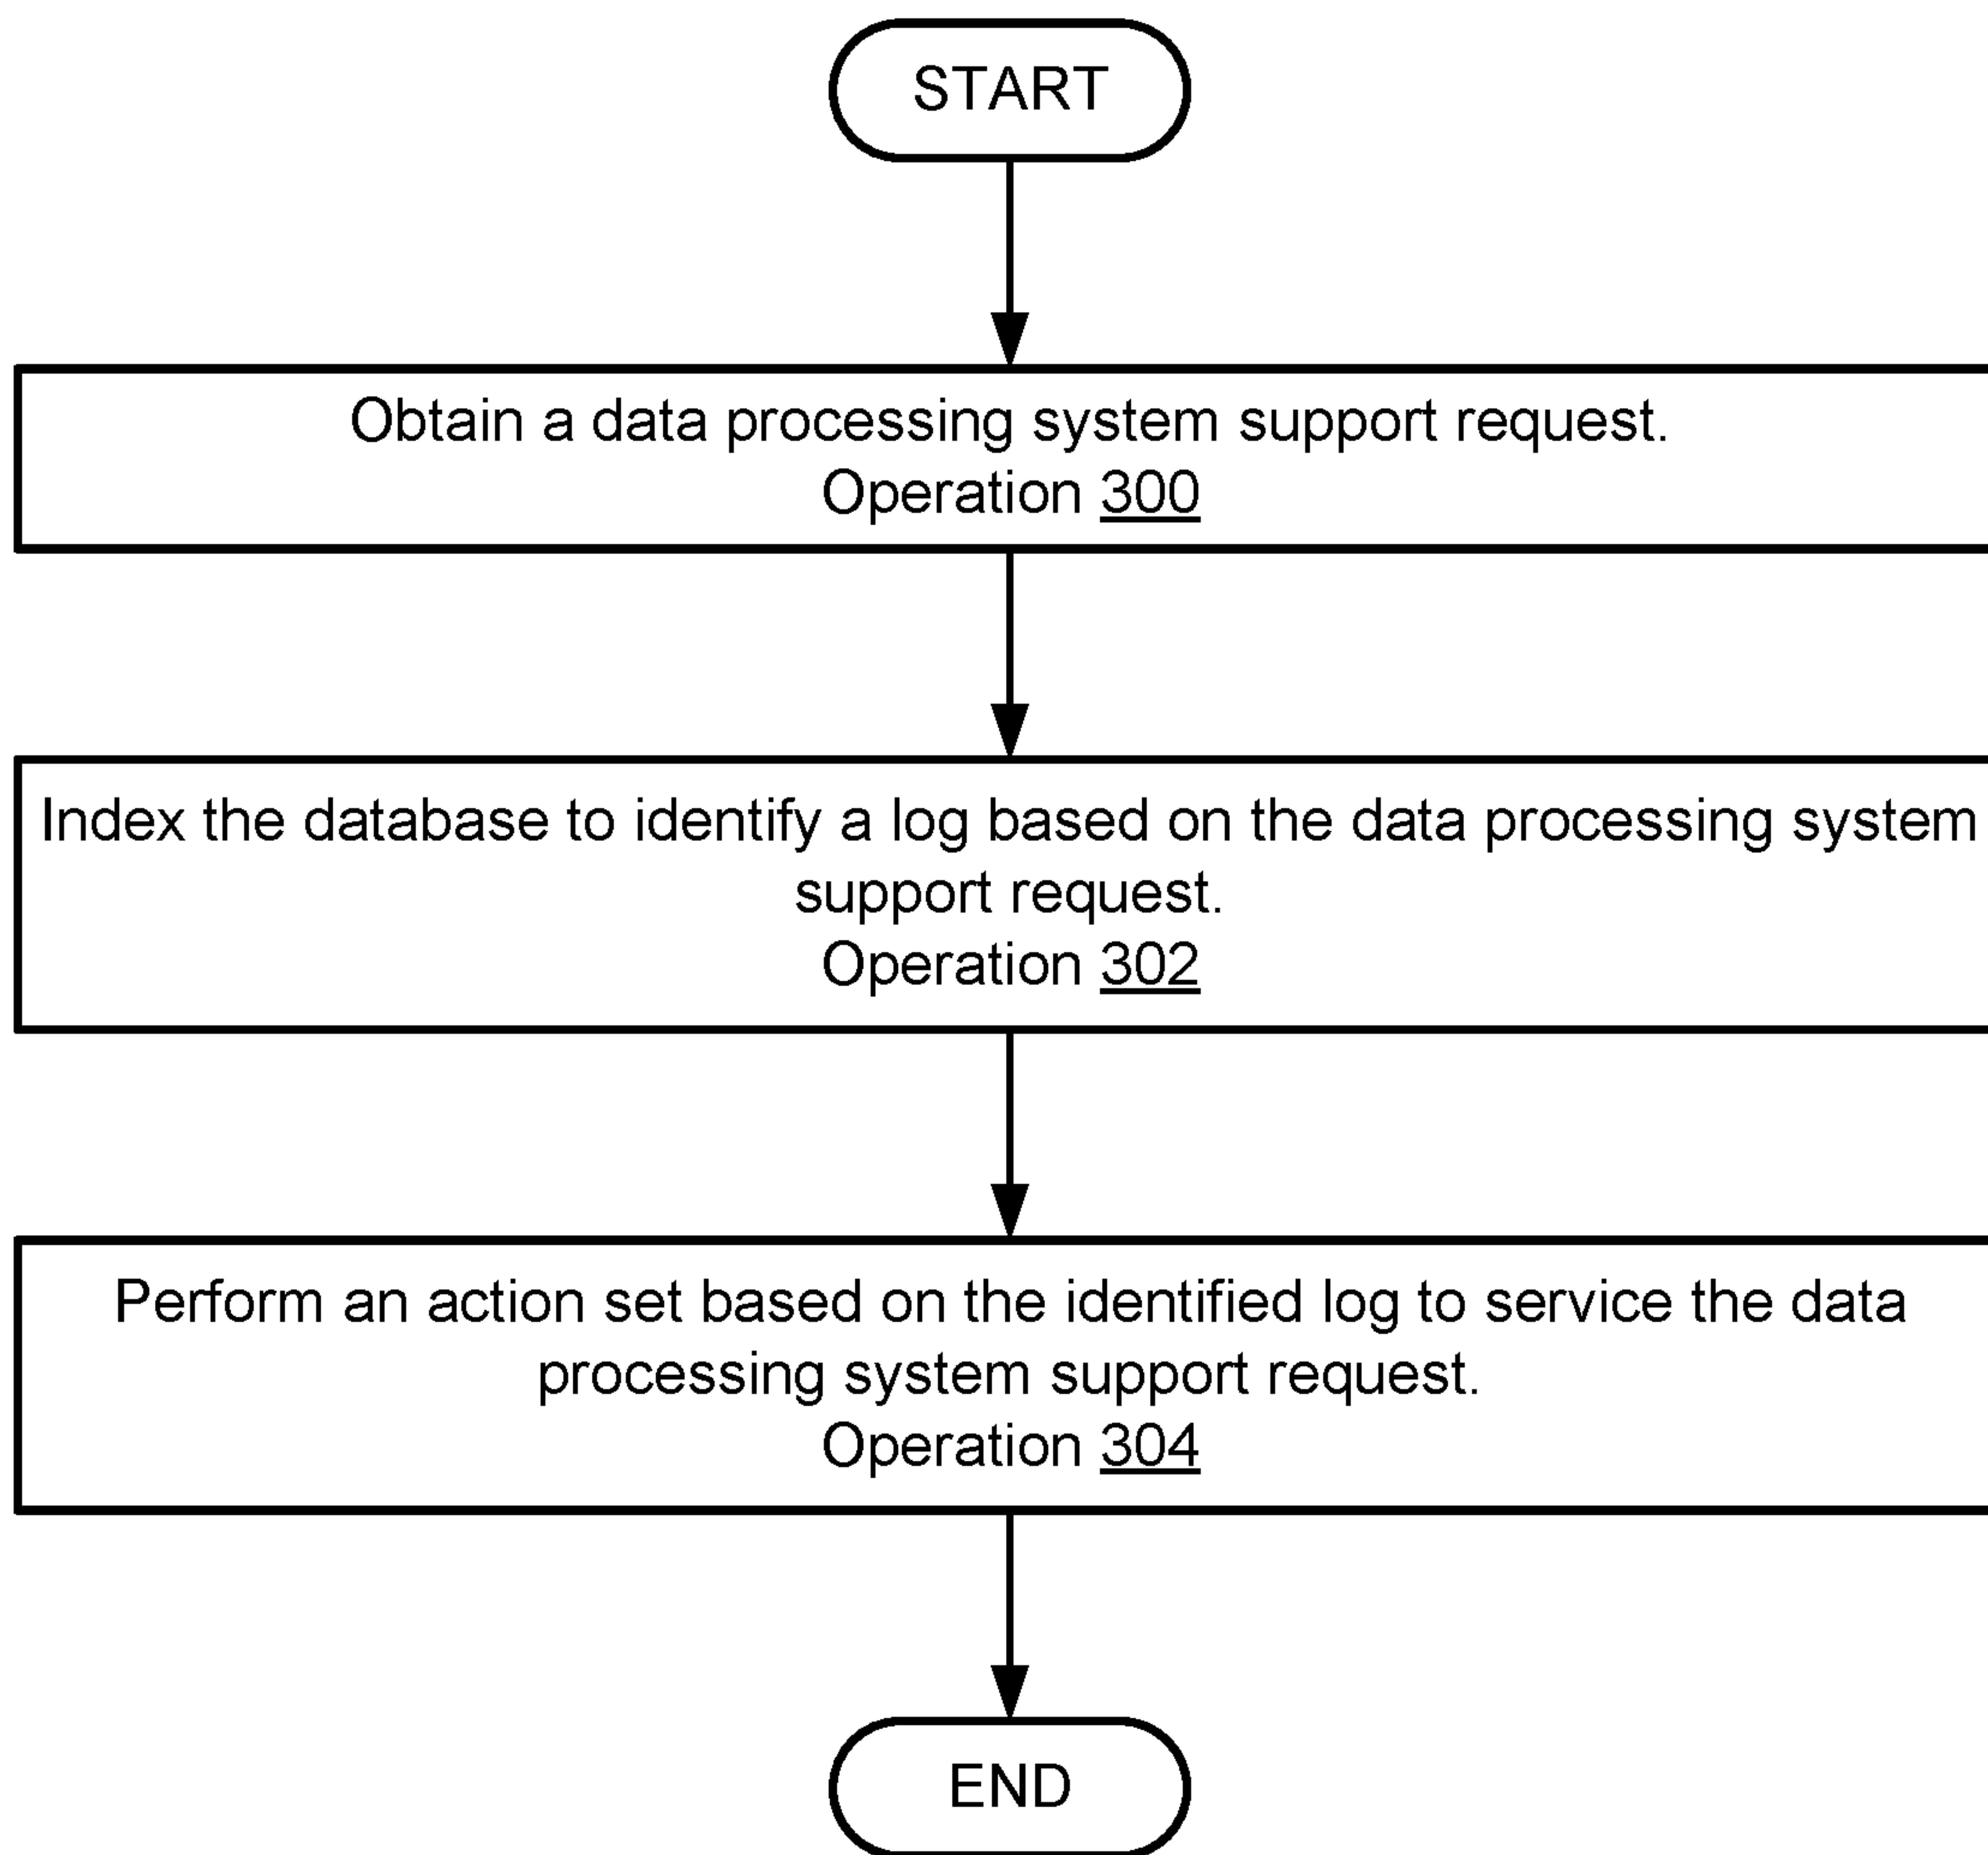 START
Obtain a data processing system support request.
Operation 300
Index the database to identify a log based on the data processing system
support request.
Operation 302
Perform an action set based on the identified log to service the data
processing system support request.
Operation 304
END